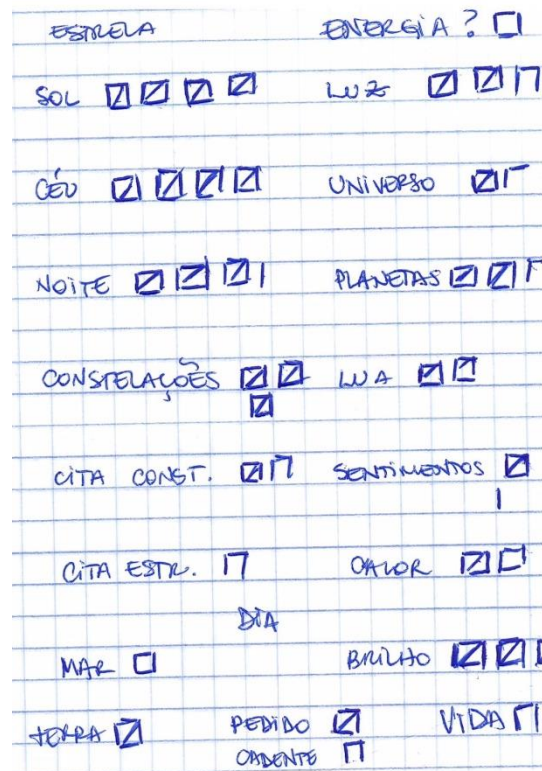 ESTRELA ENERGIA?
SOL LUZ
CÉU UNIVERSO
NOITE PLANETAS
CONSTELAÇÕES LUA
CITA CONST. SENTIMENTOS
CITA ESTR. CALOR
DIA
MAR BRILHO
TERRA PEDIDO VIDA
CADENTE